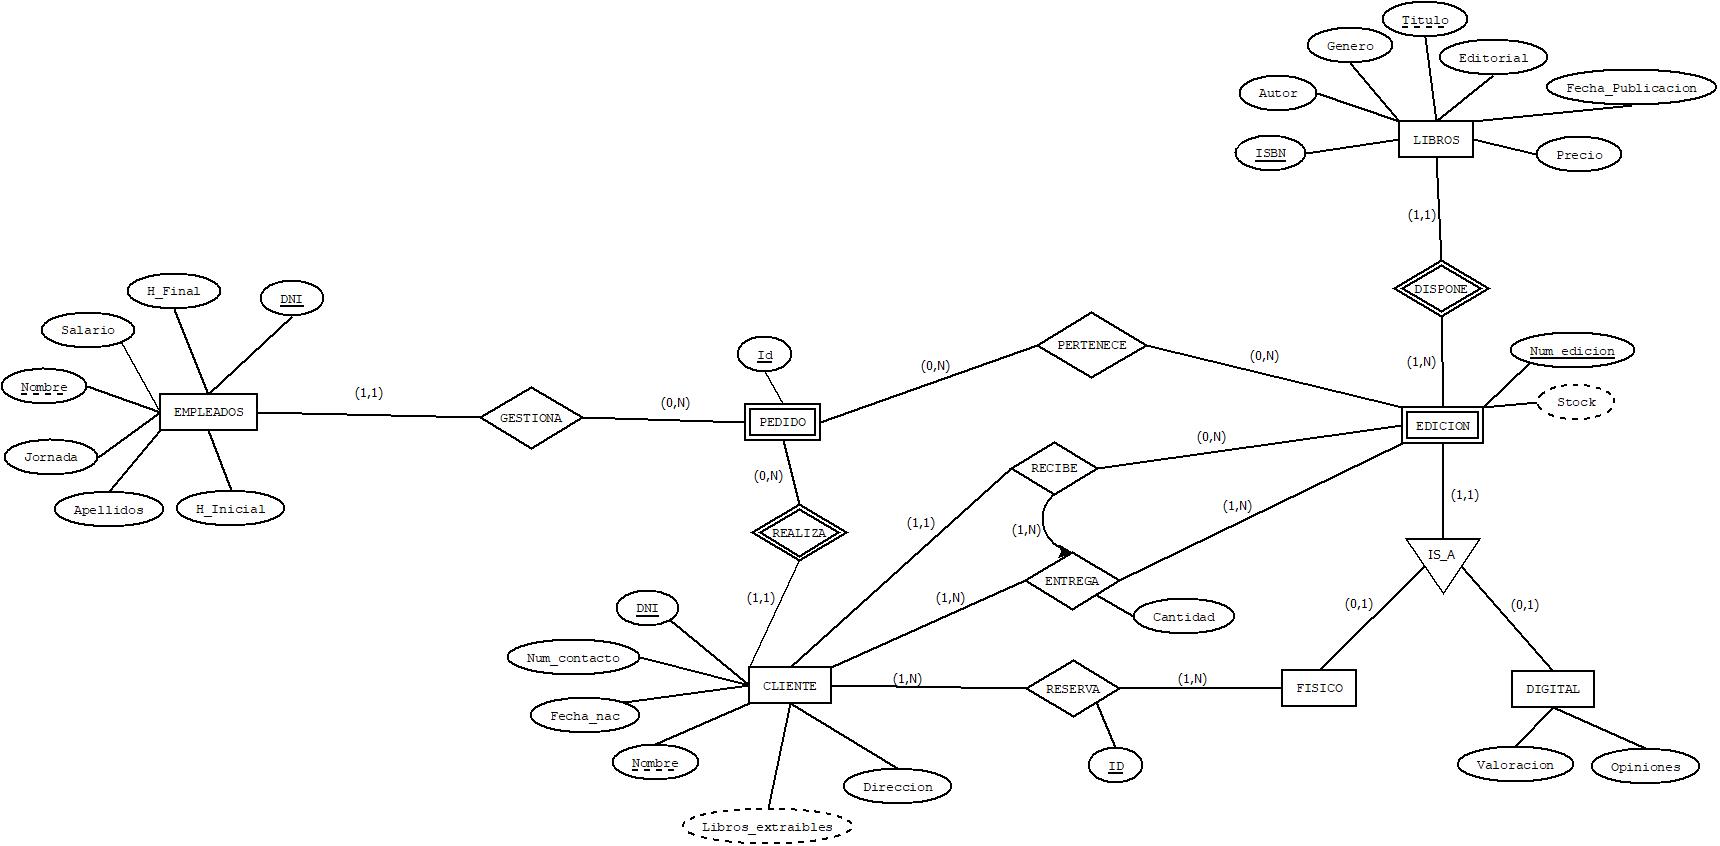 Titulo
Genero
Editorial
Fecha_Publicacion
Autor
LIBROS
ISBN
Precio
(1,1)
DISPONE
H_Final
DNI
Salario
Id
PERTENECE
(0,N)
(0,N)
(1,N)
Num_edicion
Nombre
(1,1)
(0,N)
Stock
EMPLEADOS
GESTIONA
PEDIDO
EDICION
Jornada
(0,N)
RECIBE
(0,N)
(1,1)
Apellidos
H_Inicial
(1,N)
REALIZA
(1,1)
(1,N)
IS_A
ENTREGA
(1,1)
(1,N)
(0,1)
(0,1)
DNI
Cantidad
Num_contacto
CLIENTE
(1,N)
RESERVA
(1,N)
FISICO
DIGITAL
Fecha_nac
Nombre
ID
Valoracion
Opiniones
Direccion
Libros_extraibles